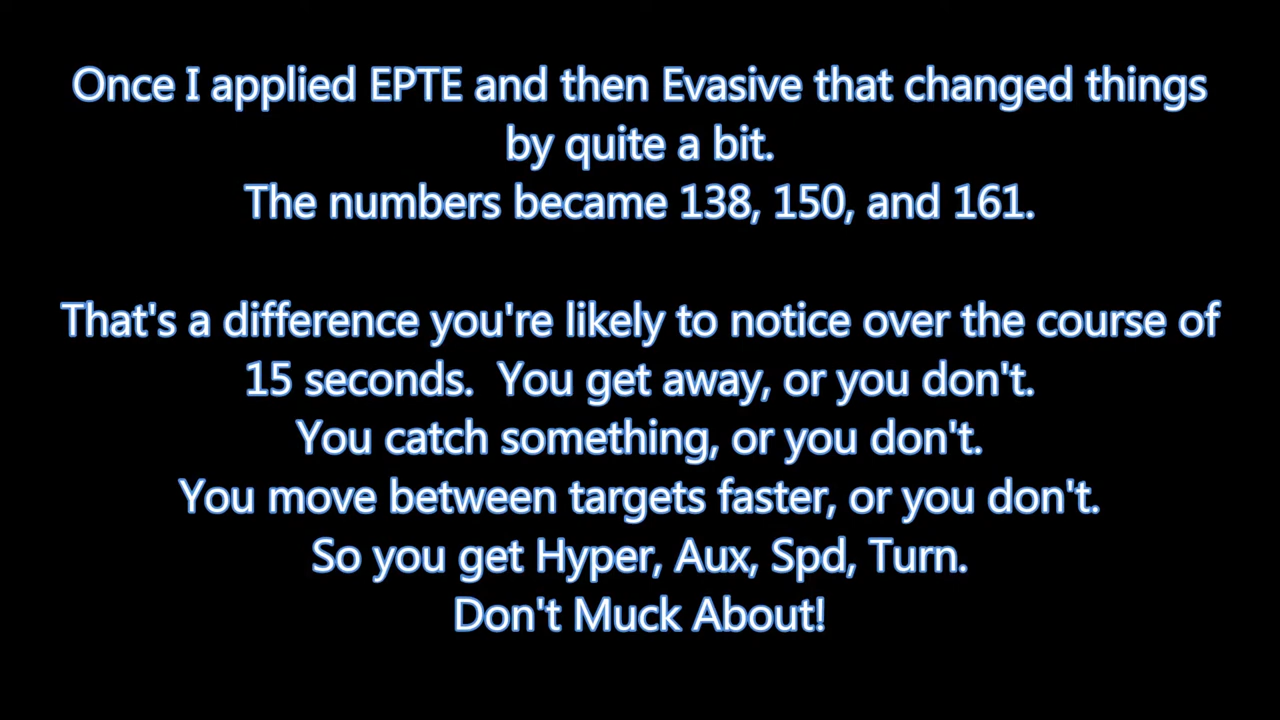 Once I applied EPTE and then Evasive that changed things
by quite a bit.
The numbers became 138, 150, and 161.
That's a difference you're likely to notice over the course of
15 seconds.  You get away, or you don't.
You catch something, or you don't.
You move between targets faster, or you don't.
So you get Hyper, Aux, Spd, Turn.
Don't Muck About!